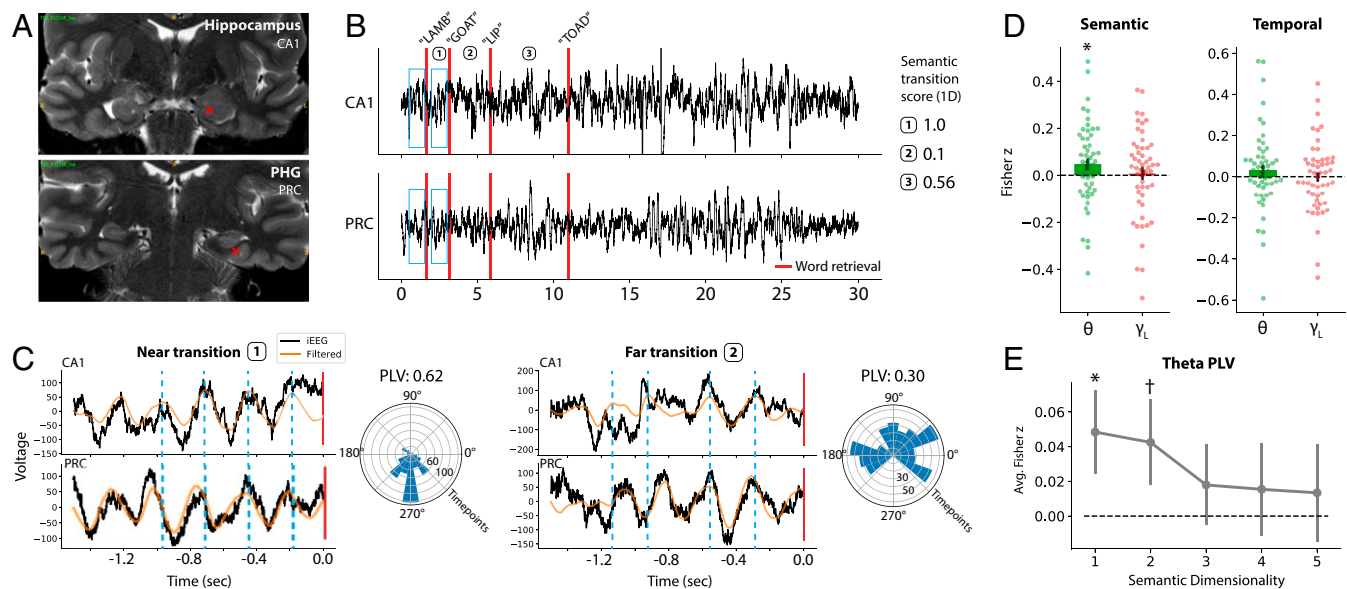 A
Hippocampus
CA1
PHG
PRC
B
"LAMB"
"GOAT"
"LIP"
"TOAD"
1
2
3
CA1
PRC
Word retrieval
0
5
10
15
20
25
30
Semantic
transition
score (1D)
1 1.0
2 0.1
3 0.56
C
Near transition 1
iEEG
Filtered
CA1
100
50
0
−50
−100
−150
PRC
100
50
0
−50
−100
Voltage
-1.2
-0.8
-0.4
0.0
Time (sec)
PLV: 0.62
90°
180°
0°
270°
60
100
Timepoints
Far transition 2
CA1
200
100
0
−100
PRC
100
50
0
−50
−100
−150
-1.2
-0.8
-0.4
0.0
Time (sec)
PLV: 0.30
90°
180°
0°
270°
30
50
Timepoints
D
Semantic
*
0.4
0.2
0.0
−0.2
−0.4
Fisher z
θ
γL
Temporal
0.6
0.4
0.2
0.0
−0.2
−0.4
−0.6
θ
γL
E
Theta PLV
*
†
0.06
0.04
0.02
0.00
Avg. Fisher z
1
2
3
4
5
Semantic Dimensionality